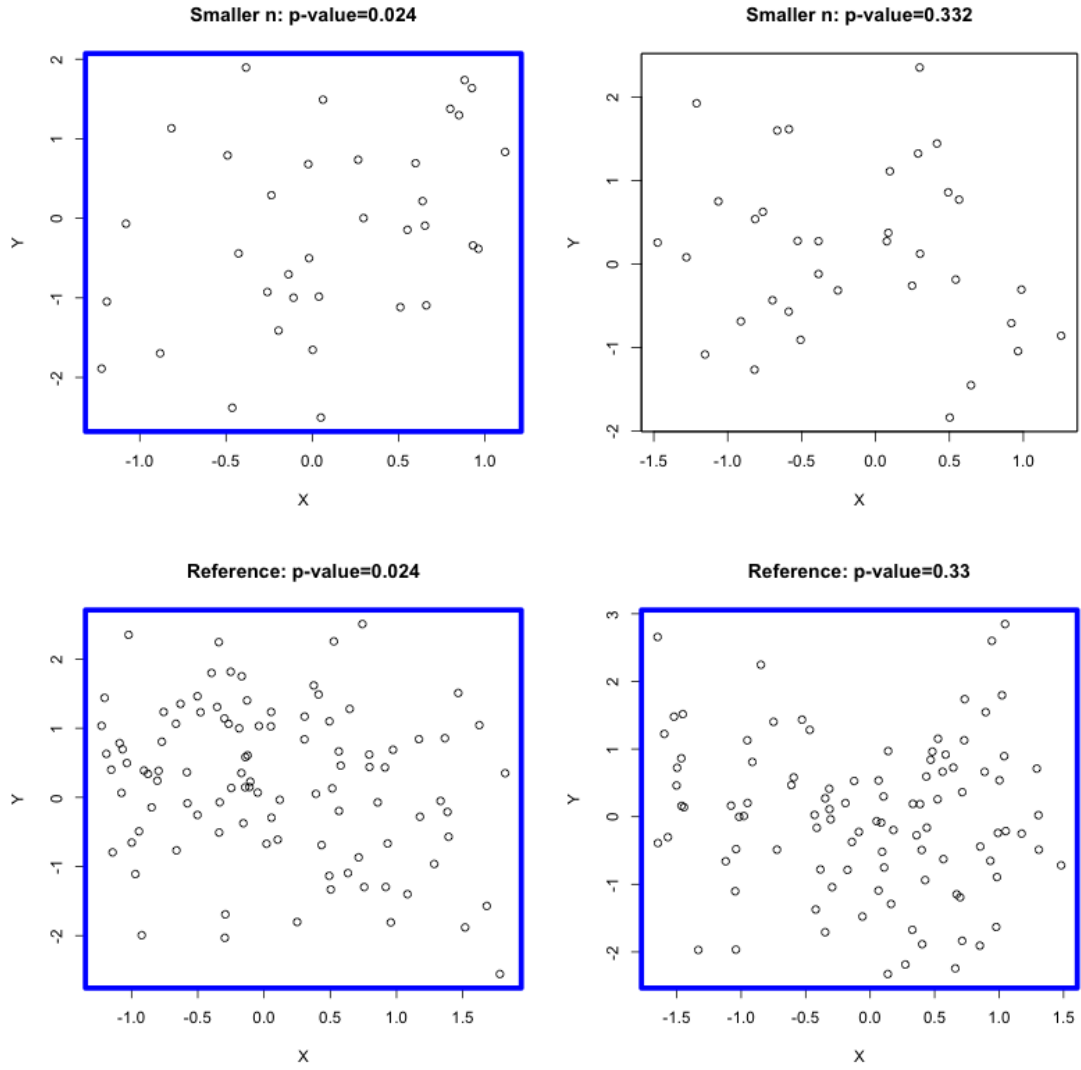 Smaller n: p-value=0.024
Y
2
1
0
-1
-2
-1.0 -0.5 0.0 0.5 1.0
X
Smaller n: p-value=0.332
Y
2
1
0
-1
-2
-1.5 -1.0 -0.5 0.0 0.5 1.0
X
Reference: p-value=0.024
Y
2
1
0
-1
-2
-1.0 -0.5 0.0 0.5 1.0 1.5
X
Reference: p-value=0.33
Y
3
2
1
0
-1
-2
-1.5 -1.0 -0.5 0.0 0.5 1.0 1.5
X